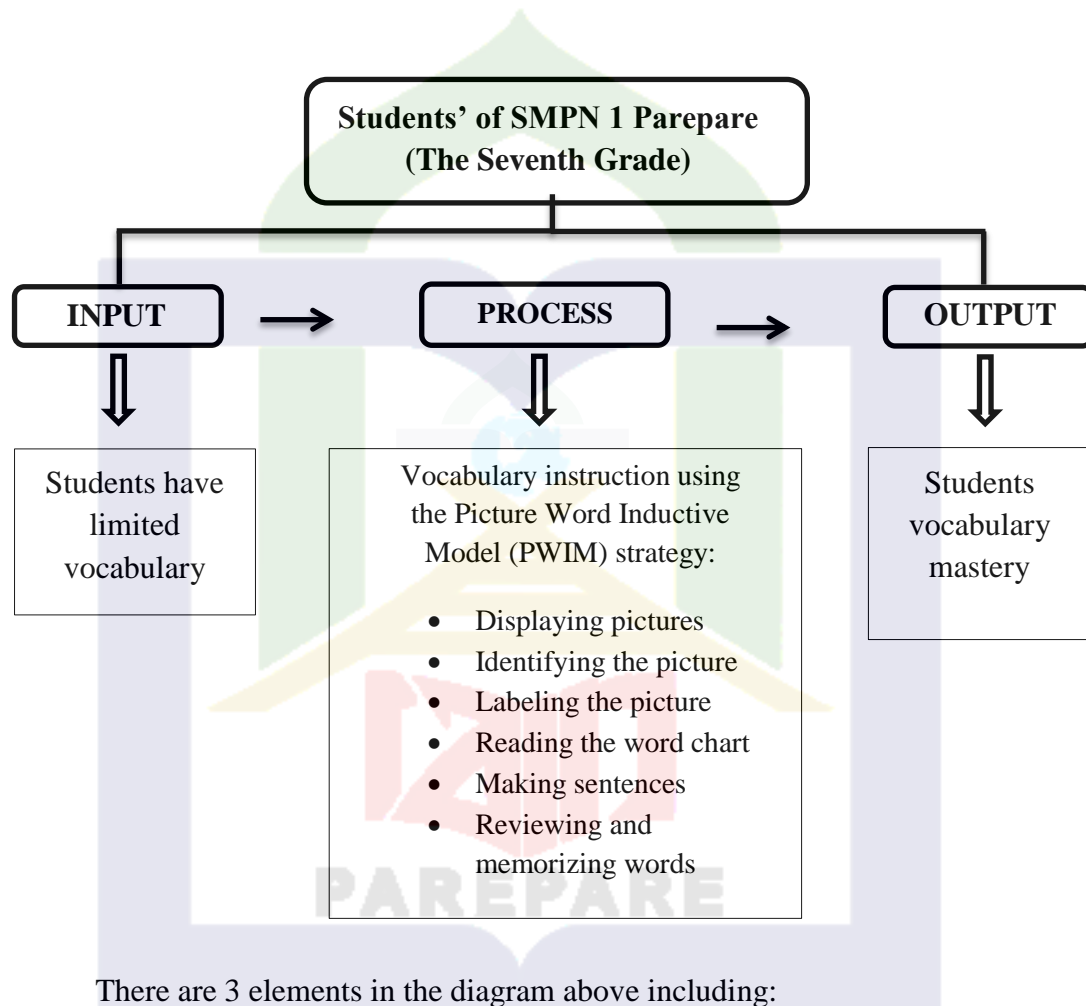 Students’ of SMPN 1 Parepare
(The Seventh Grade)
INPUT
PROCESS
OUTPUT
Students have
limited
vocabulary
Vocabulary instruction using
the Picture Word Inductive
Model (PWIM) strategy:
• Displaying pictures
• Identifying the picture
• Labeling the picture
• Reading the word chart
• Making sentences
• Reviewing and
memorizing words
Students
vocabulary
mastery
IAIN
PAREPARE
There are 3 elements in the diagram above including: